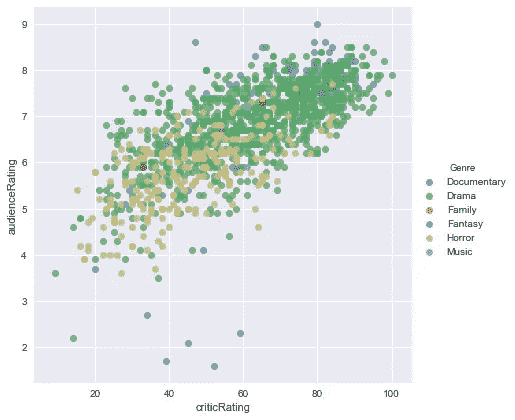 9
8
7
6
5
4
3
2
audienceRating
20 40 60 80 100
criticRating
Genre
Documentary
Drama
Family
Fantasy
Horror
Music